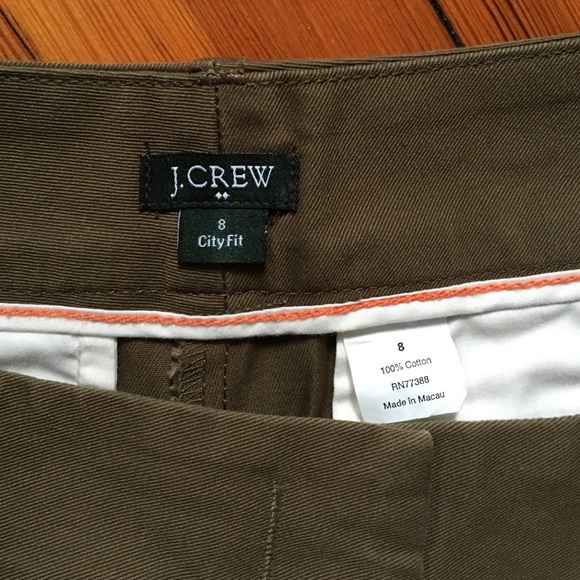 J.CREW
8
City Fit
8
100% Cotton
RN77388
Made In Macau